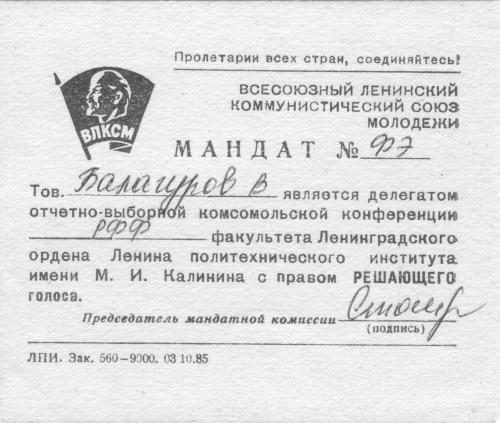 Пролетарии всех стран, соединяйтесь!
ВЛКСМ
ВСЕСОЮЗНЫЙ ЛЕНИНСКИЙ
КОММУНИСТИЧЕСКИЙ СОЮЗ
МОЛОДЕЖИ
МАНДАТ № ФЭ
Тов. Балагуров В является делегатом
отчетно-выборной комсомольской конференции
РФФ факультета Ленинградского
ордена Ленина политехнического института
имени М. И. Калинина с правом РЕШАЮЩЕГО
голоса.
Председатель мандатной комиссии
(подпись)
ЛПИ. Зак. 560–9000. 03 10.85